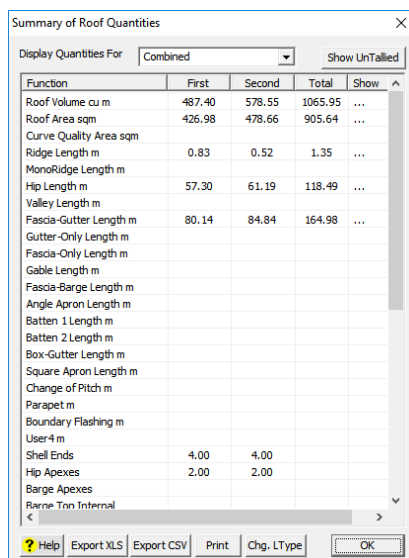 Summary of Roof Quantities
Display Quantities For Combined Show UnTallied
Function First Second Total Show
Roof Volume cu m 487.40 578.55 1065.95 ...
Roof Area sqm 426.98 478.66 905.64 ...
Curve Quality Area sqm
Ridge Length m 0.83 0.52 1.35 ...
MonoRidge Length m
Hip Length m 57.30 61.19 118.49 ...
Valley Length m
Fascia-Gutter Length m 80.14 84.84 164.98 ...
Gutter-Only Length m
Fascia-Only Length m
Gable Length m
Fascia-Barge Length m
Angle Apron Length m
Batten 1 Length m
Batten 2 Length m
Box-Gutter Length m
Square Apron Length m
Change of Pitch m
Parapet m
Boundary Flashing m
User4 m
Shell Ends 4.00 4.00
Hip Apexes 2.00 2.00
Barge Apexes
Barge Top Internal
? Help Export XLS Export CSV Print Chg. LType OK